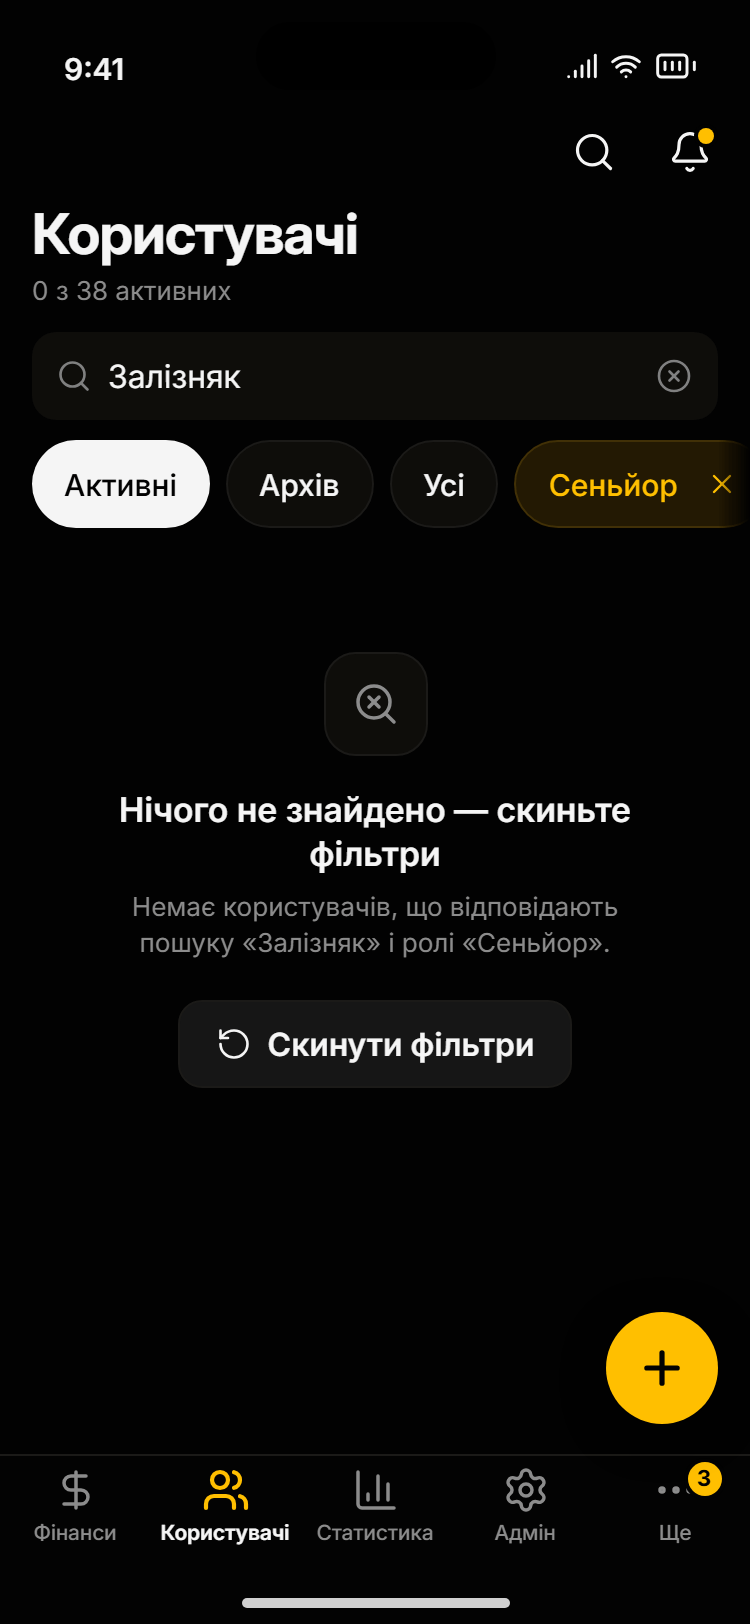 9:41
Користувачі
0 з 38 активних
Залізняк
Активні
Архів
Усі
Сеньйор
Нічого не знайдено — скиньте
фільтри
Немає користувачів, що відповідають
пошуку «Залізняк» і ролі «Сеньйор».
Скинути фільтри
3
Фінанси
Користувачі
Статистика
Адмін
Ще